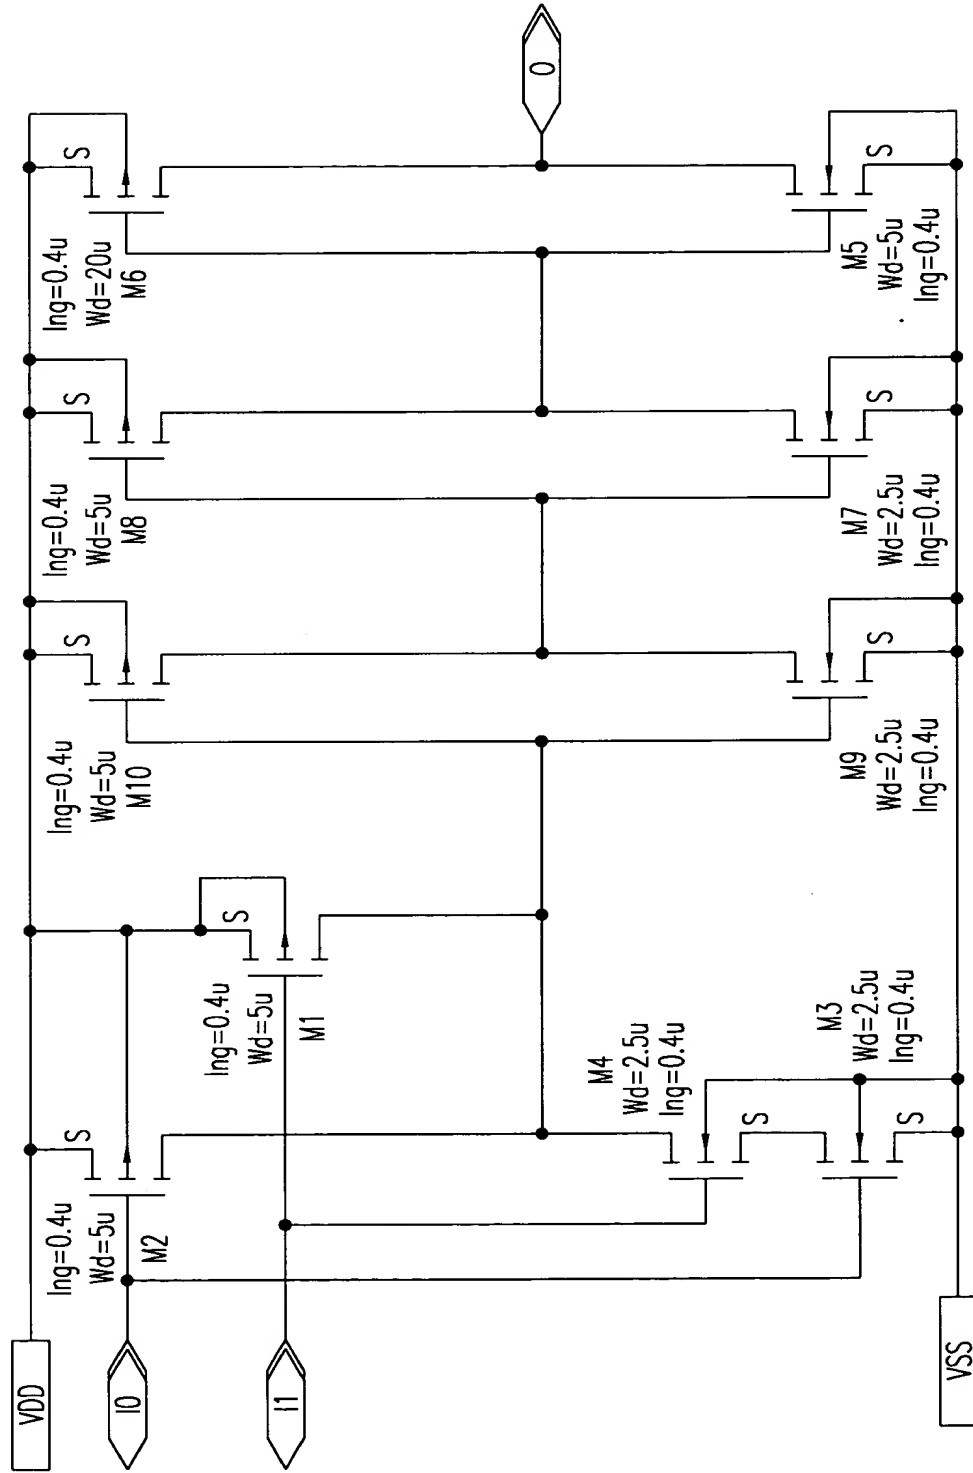 VDD
I0
I1
VSS
lng=0.4u
Wd=5u
M2
S
lng=0.4u
Wd=5u
M1
S
M4
Wd=2.5u
lng=0.4u
S
M3
Wd=2.5u
lng=0.4u
S
lng=0.4u
Wd=5u
M10
S
M9
Wd=2.5u
lng=0.4u
S
lng=0.4u
Wd=5u
M8
S
M7
Wd=2.5u
lng=0.4u
S
lng=0.4u
Wd=20u
M6
S
M5
Wd=5u
lng=0.4u
S
O